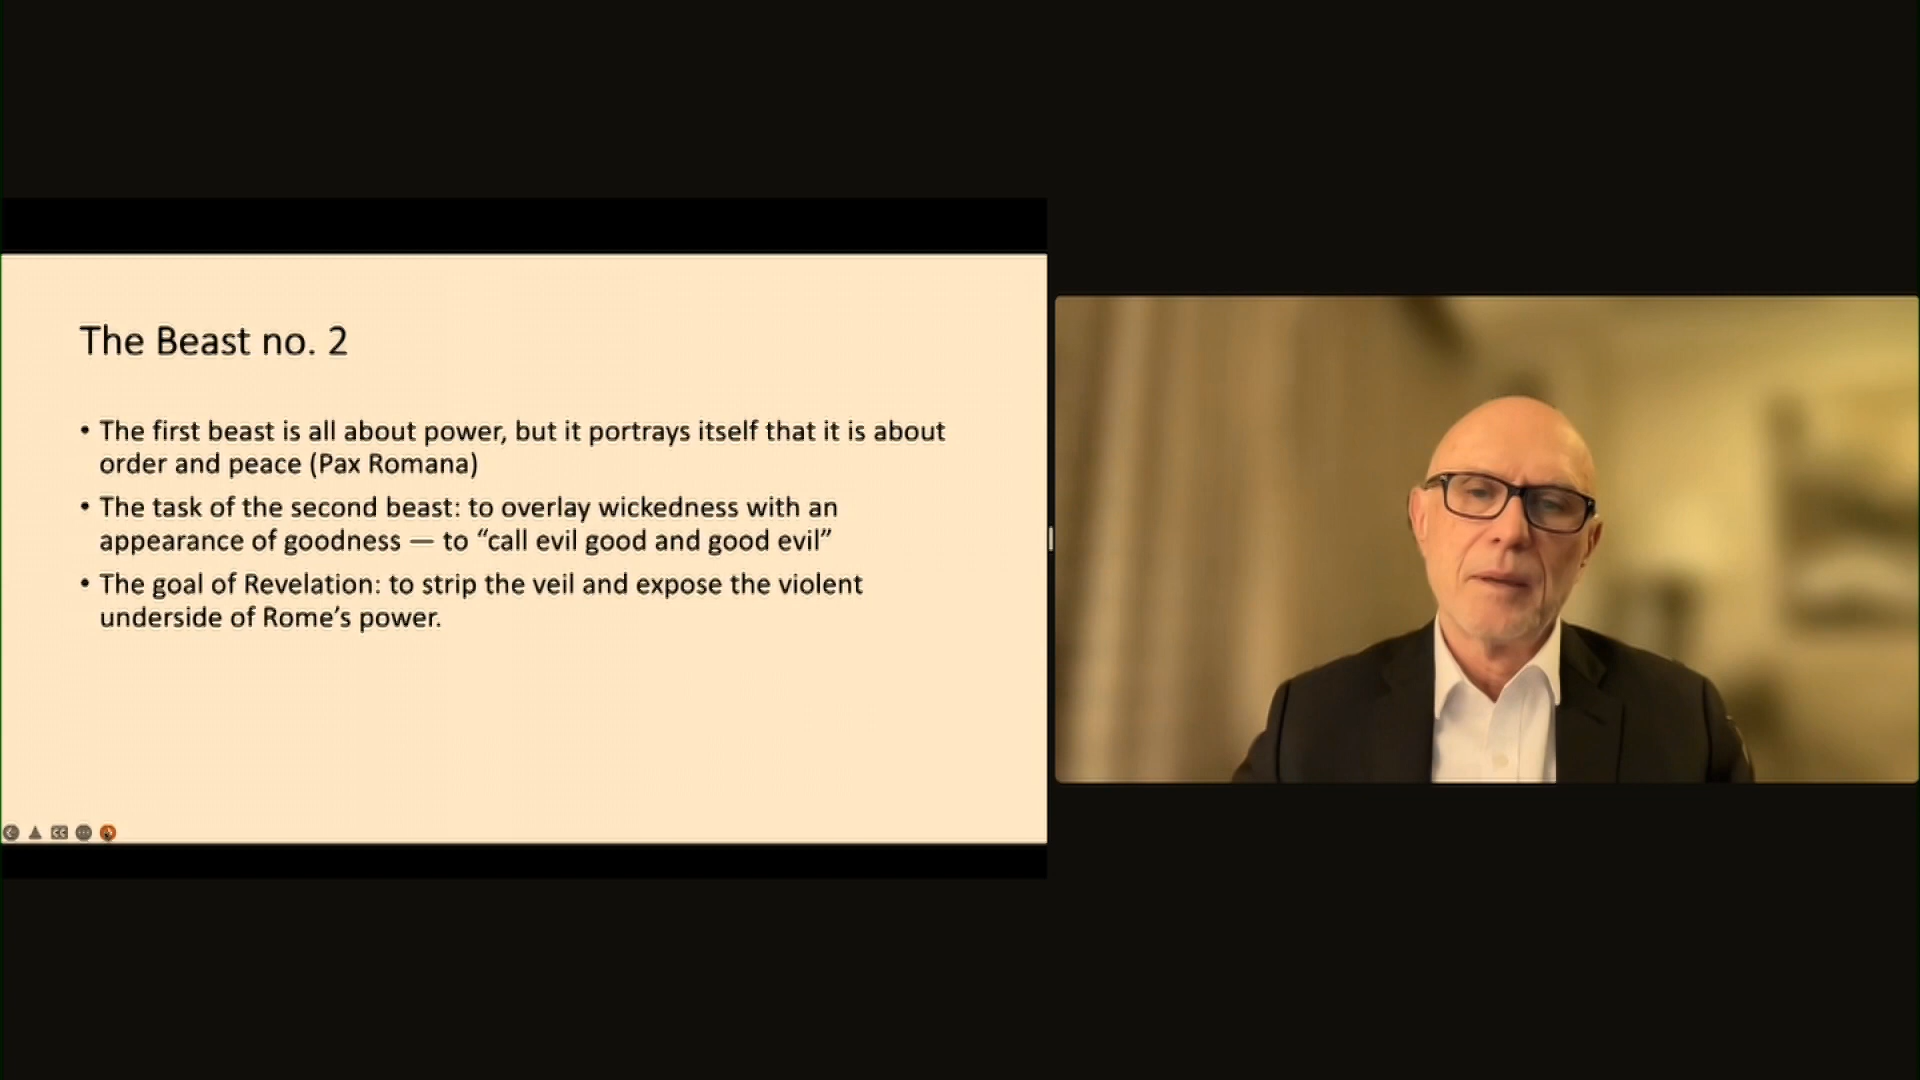 The Beast no. 2
• The first beast is all about power, but it portrays itself that it is about
order and peace (Pax Romana)
• The task of the second beast: to overlay wickedness with an
appearance of goodness — to “call evil good and good evil”
• The goal of Revelation: to strip the veil and expose the violent
underside of Rome’s power.
CC